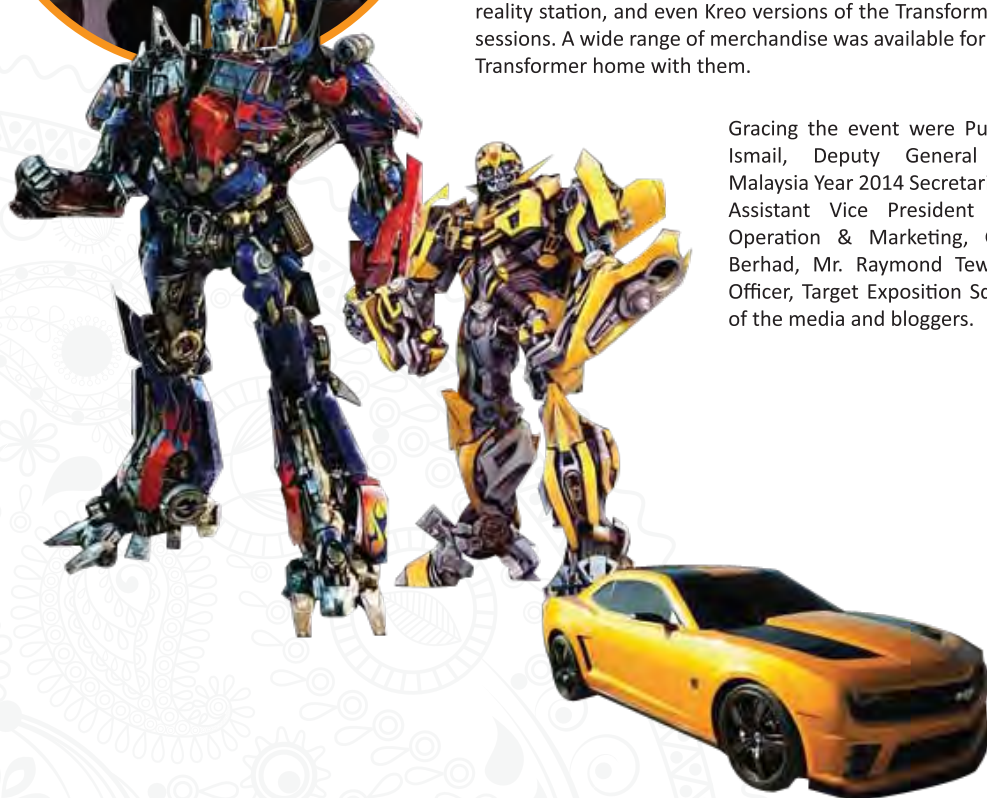 reality station, and even Kreo versions of the Transform
sessions. A wide range of merchandise was available for
Transformer home with them.
Gracing the event were Pu
Ismail, Deputy General
Malaysia Year 2014 Secretar
Assistant Vice President
Operation & Marketing,
Berhad, Mr. Raymond Tew
Officer, Target Exposition Sc
of the media and bloggers.